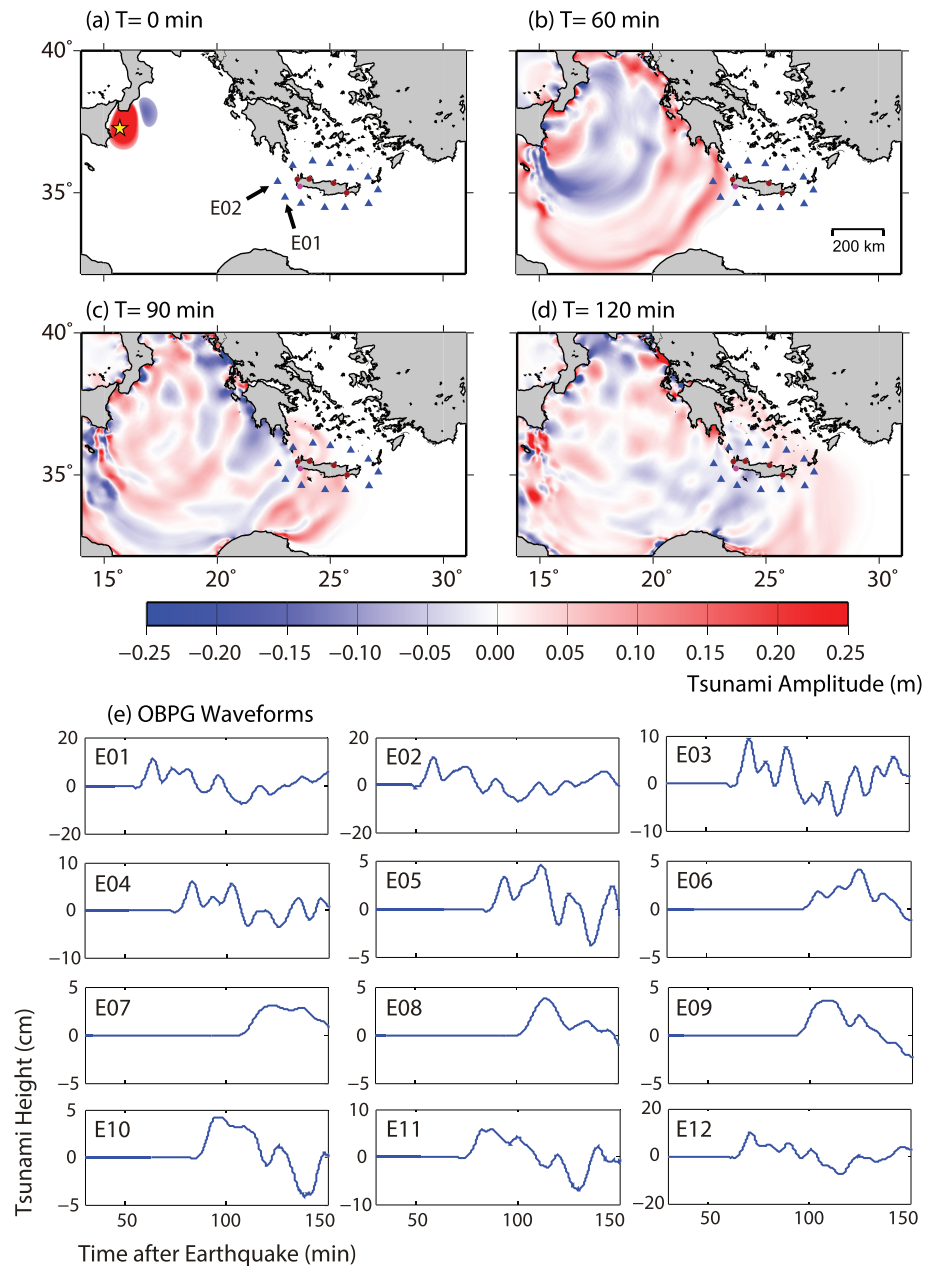 (a) T= 0 min
(b) T= 60 min
40°
35°
E02
E01
200 km
(c) T= 90 min
(d) T= 120 min
40°
35°
15° 20° 25° 30°
15° 20° 25° 30°
−0.25 −0.20 −0.15 −0.10 −0.05 0.00 0.05 0.10 0.15 0.20 0.25
Tsunami Amplitude (m)
(e) OBPG Waveforms
E01
20
0
−20
E02
20
0
−20
E03
10
0
−10
E04
10
0
−10
E05
5
0
−5
E06
5
0
−5
E07
5
0
−5
E08
5
0
−5
E09
5
0
−5
E10
5
0
−5
E11
10
0
10
E12
20
0
−20
50 100 150
50 100 150
50 100 150
Tsunami Height (cm)
Time after Earthquake (min)